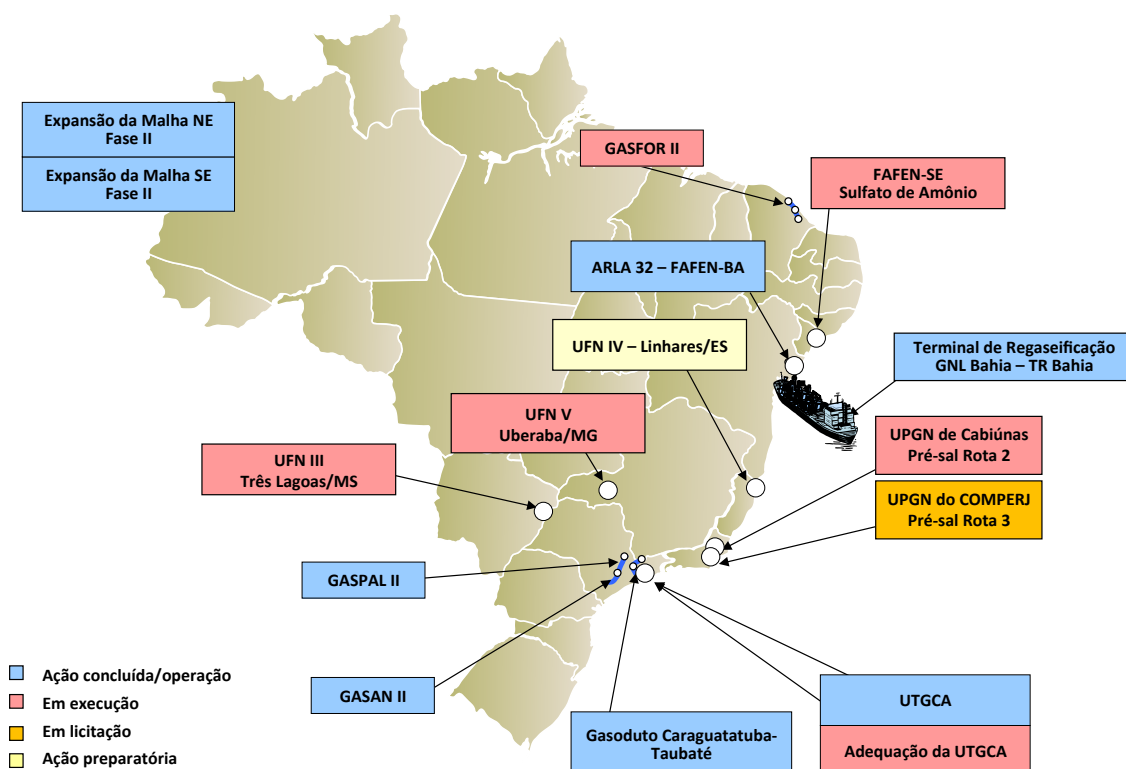 Expansão da Malha NE
Fase II
Expansão da Malha SE
Fase II
GASFOR II
FAFEN-SE
Sulfato de Amônio
ARLA 32 – FAFEN-BA
UFN IV – Linhares/ES
Terminal de Regaseificação
GNL Bahia – TR Bahia
UFN V
Uberaba/MG
UPGN de Cabiúnas
Pré-sal Rota 2
UFN III
Três Lagoas/MS
UPGN do COMPERJ
Pré-sal Rota 3
GASPAL II
GASAN II
Gasoduto Caraguatatuba-
Taubaté
UTGCA
Adequação da UTGCA
Ação concluída/operação
Em execução
Em licitação
Ação preparatória